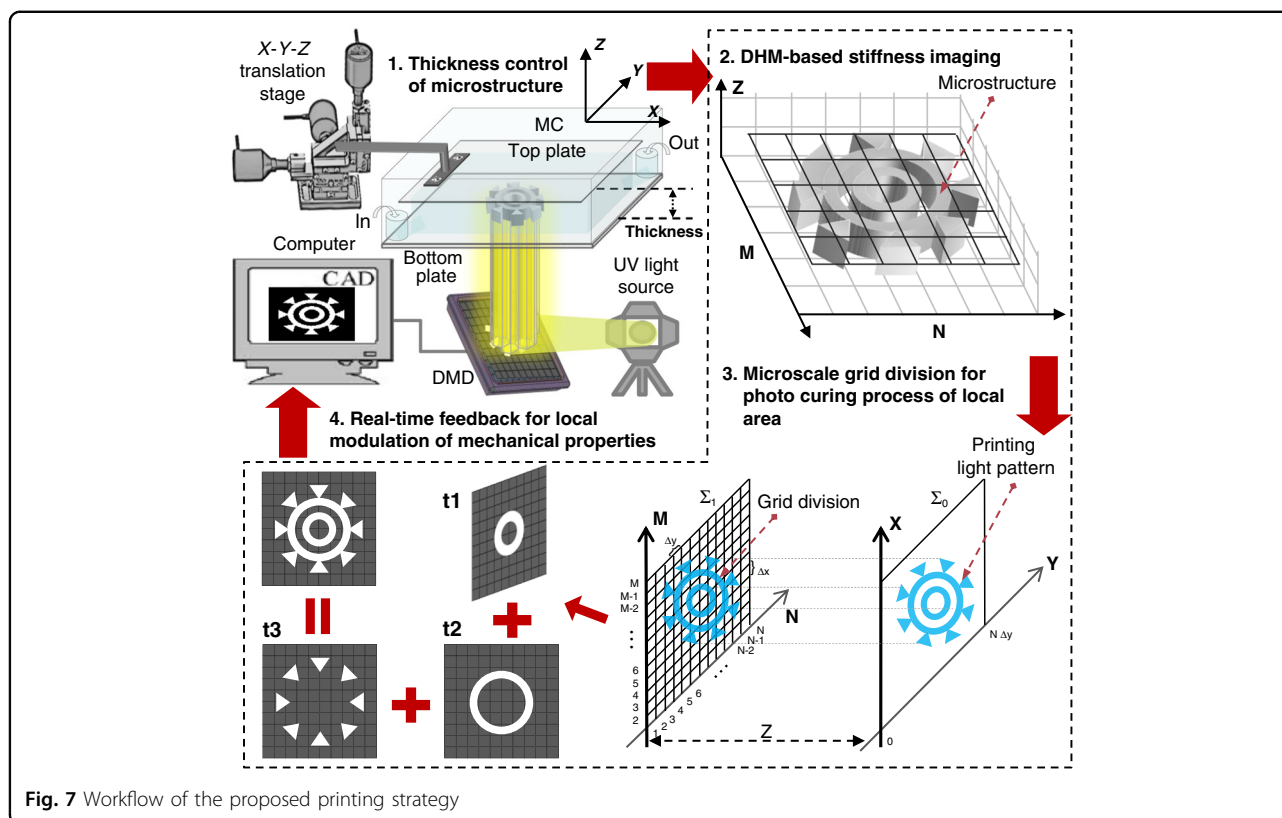 X-Y-Z
translation
stage
1. Thickness control
of microstructure
Z
Y
X
MC
Top plate
Out
In
Thickness
Computer
CAD
Bottom
plate
UV light
source
DMD
2. DHM-based stiffness imaging
Microstructure
Z
M
N
3. Microscale grid division for
photo curing process of local
area
4. Real-time feedback for local
modulation of mechanical properties
Printing
light pattern
Grid division
t1
t2
t3
Σ1
M
Δy
Δx
N
M
M-1
M-2
⋮
6
5
4
3
2
1
2
3
4
5
6
⋯
N-2
N-1
N
Z
Σ0
X
Y
N Δy
0
Fig. 7 Workflow of the proposed printing strategy